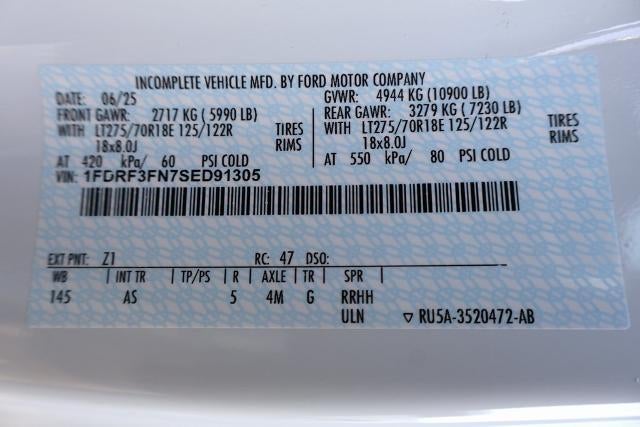 INCOMPLETE VEHICLE MFD. BY FORD MOTOR COMPANY
DATE: 06/25 GVWR: 4944 KG (10900 LB)
FRONT GAWR: 2717 KG (5990 LB) REAR GAWR: 3279 KG (7230 LB)
WITH LT275/70R18E 125/122R TIRES WITH LT275/70R18E 125/122R TIRES
18x8.0J RIMS 18x8.0J RIMS
AT 420 kPa/ 60 PSI COLD AT 550 kPa/ 80 PSI COLD
VIN: 1FDRF3FN7SED91305
EXT PNT: Z1 RC: 47 DSO:
WB | INT TR | TP/PS | R | AXLE | TR | SPR
145 AS 5 4M G RRHH
ULN ▽ RU5A-3520472-AB